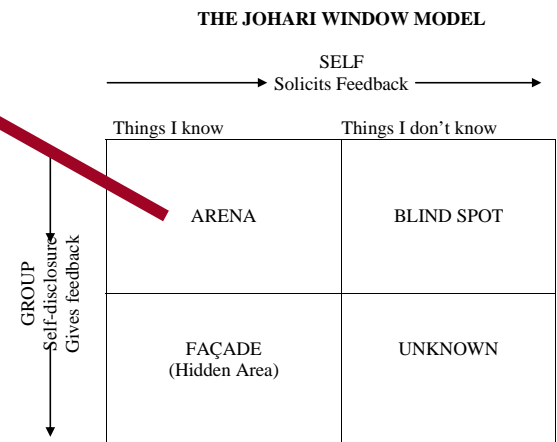 THE JOHARI WINDOW MODEL
SELF
Solicits Feedback
Things I know
Things I don't know
ARENA
BLIND SPOT
GROUP
Self-disclosure
Gives feedback
FAÇADE
(Hidden Area)
UNKNOWN